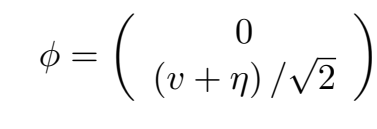 ϕ = ( 0
(v + η) /√2 )